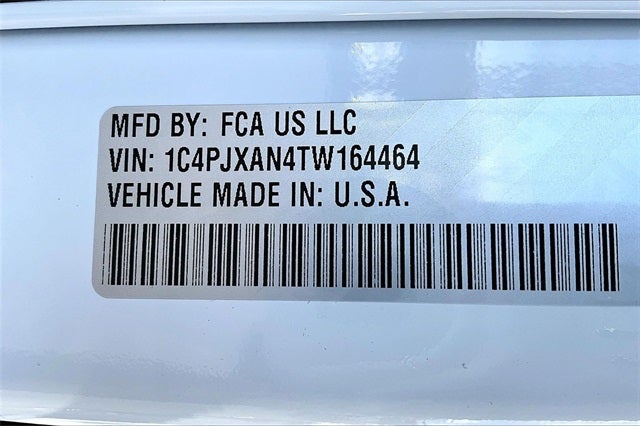 MFD BY: FCA US LLC
VIN: 1C4PJXAN4TW164464
VEHICLE MADE IN: U.S.A.